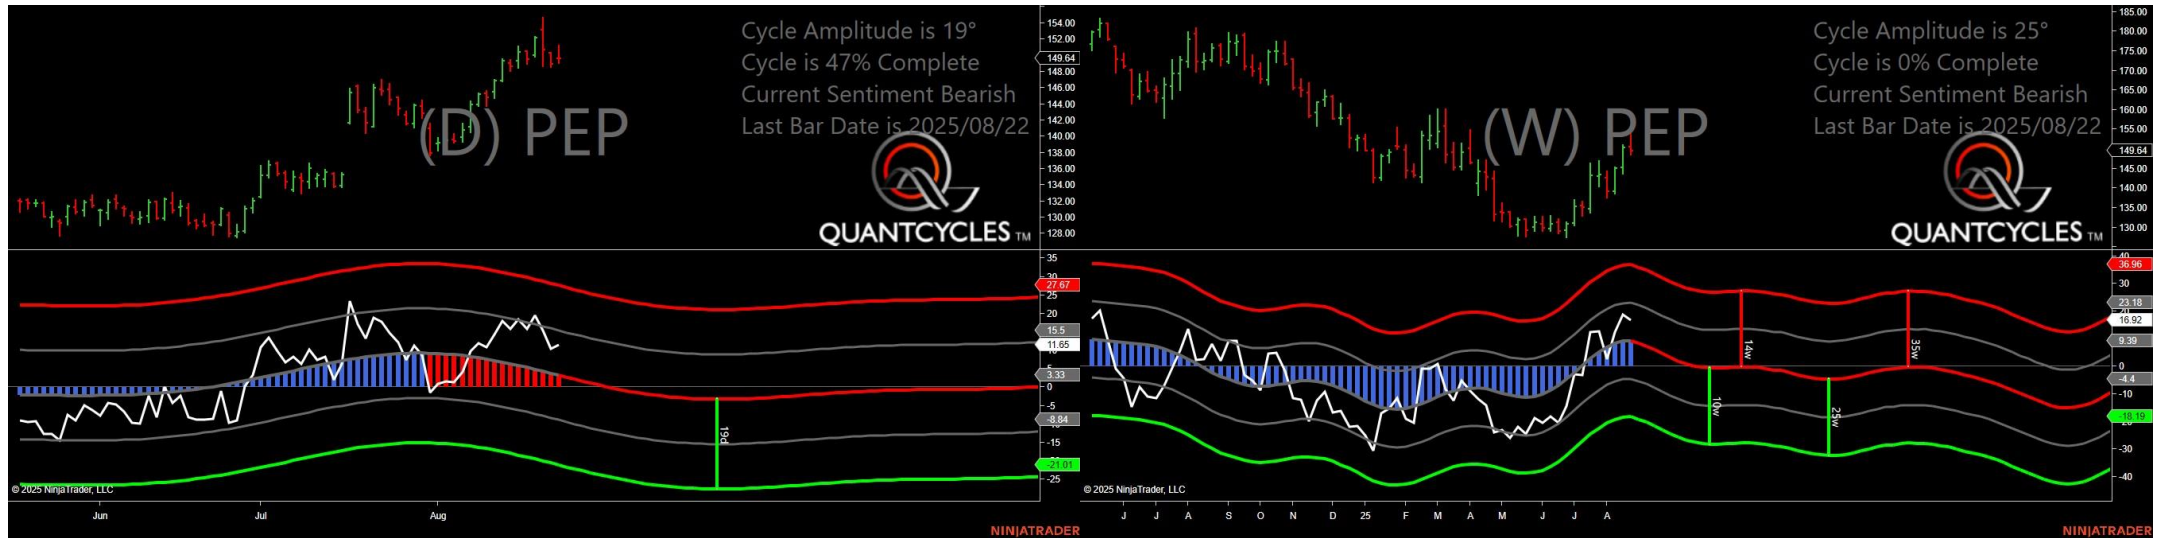 Cycle Amplitude is 19°
Cycle is 47% Complete
Current Sentiment Bearish
Last Bar Date is 2025/08/22
(D) PEP
QUANTCYCLES TM
154.00
152.00
149.64
148.00
146.00
144.00
142.00
140.00
138.00
136.00
134.00
132.00
130.00
128.00
35
30
27.67
25
20
15.5
11.65
5
3.33
0
-5
-8.84
-15
-21.01
-25
19d
© 2025 NinjaTrader, LLC
Jun
Jul
Aug
NINJATRADER
Cycle Amplitude is 25°
Cycle is 0% Complete
Current Sentiment Bearish
Last Bar Date is 2025/08/22
(W) PEP
QUANTCYCLES TM
185.00
180.00
175.00
170.00
165.00
160.00
155.00
149.64
145.00
140.00
135.00
130.00
40
36.96
30
23.18
16.92
9.39
0
-4.4
-10
-18.19
-30
-40
14w
35w
10w
25w
© 2025 NinjaTrader, LLC
J J A S O N D 25 F M A M J J A
NINJATRADER